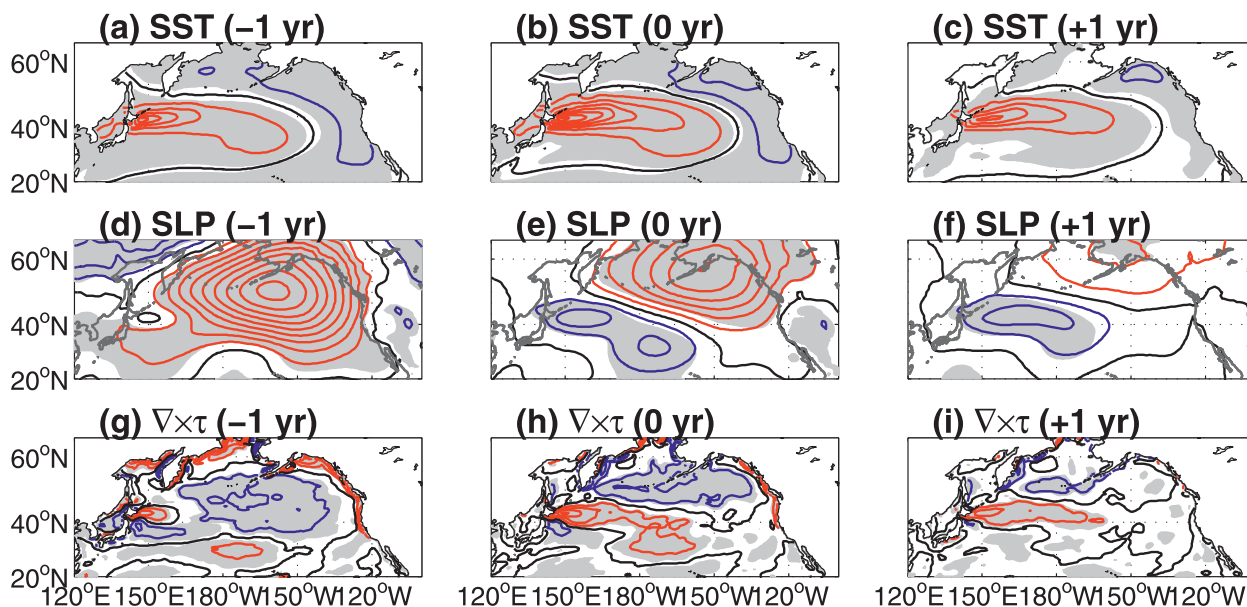 (a) SST (−1 yr) (b) SST (0 yr) (c) SST (+1 yr)
60°N
40°N
20°N
(d) SLP (−1 yr) (e) SLP (0 yr) (f) SLP (+1 yr)
60°N
40°N
20°N
(g) ∇×τ (−1 yr) (h) ∇×τ (0 yr) (i) ∇×τ (+1 yr)
60°N
40°N
20°N
120°E 150°E 180°W 150°W 120°W 120°E 150°E 180°W 150°W 120°W 120°E 150°E 180°W 150°W 120°W